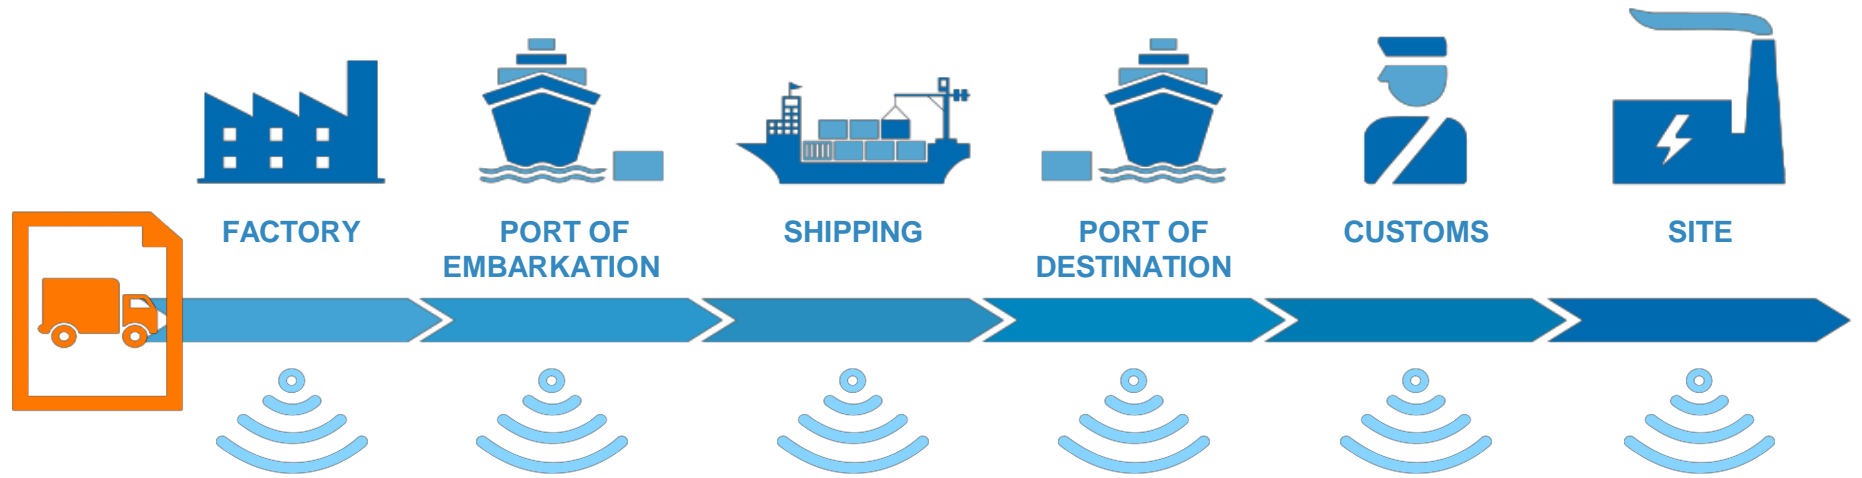 FACTORY
PORT OF
EMBARKATION
SHIPPING
PORT OF
DESTINATION
CUSTOMS
SITE